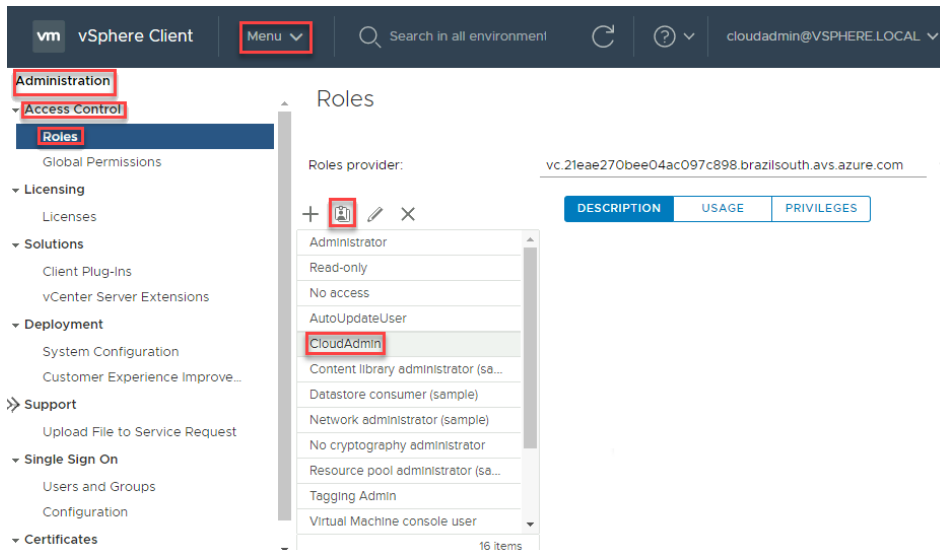 vm vSphere Client Menu Search in all environment cloudadmin@VSPHERE.LOCAL
Administration
Access Control
Roles
Global Permissions
Licensing
Licenses
Solutions
Client Plug-Ins
vCenter Server Extensions
Deployment
System Configuration
Customer Experience Improve...
Support
Upload File to Service Request
Single Sign On
Users and Groups
Configuration
Certificates
Roles
Roles provider: vc.21eae270bee04ac097c898.brazilsouth.avs.azure.com
DESCRIPTION USAGE PRIVILEGES
Administrator
Read-only
No access
AutoUpdateUser
CloudAdmin
Content library administrator (sa...
Datastore consumer (sample)
Network administrator (sample)
No cryptography administrator
Resource pool administrator (sa...
Tagging Admin
Virtual Machine console user
16 items